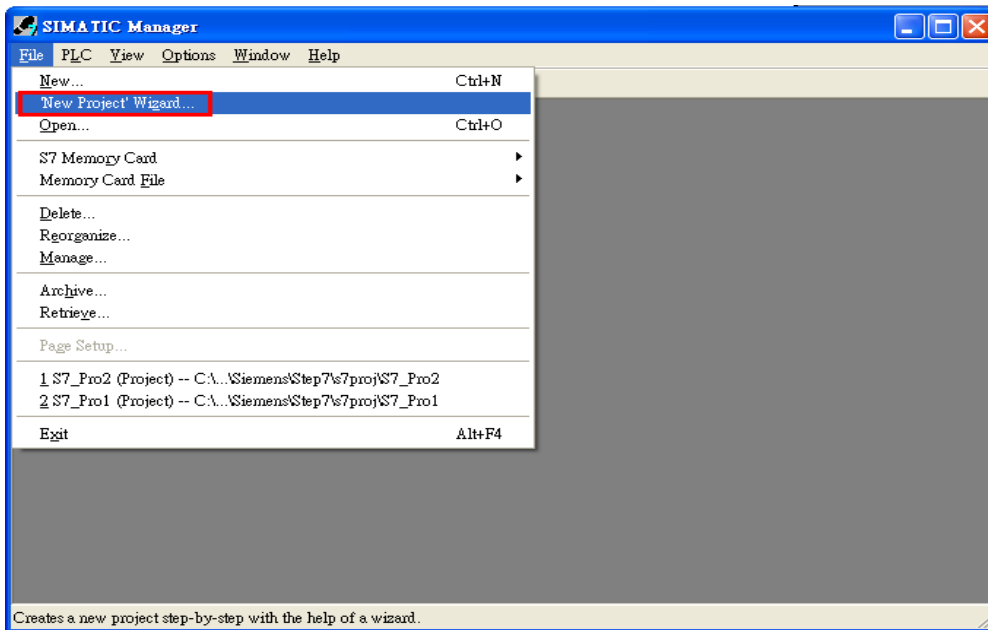 SIMATIC Manager
File PLC View Options Window Help
New... Ctrl+N
'New Project' Wizard...
Open... Ctrl+O
S7 Memory Card
Memory Card File
Delete...
Reorganize...
Manage...
Archive...
Retrieve...
Page Setup...
1 S7_Pro2 (Project) -- C:\...\Siemens\Step7\s7proj\S7_Pro2
2 S7_Pro1 (Project) -- C:\...\Siemens\Step7\s7proj\S7_Pro1
Exit Alt+F4
Creates a new project step-by-step with the help of a wizard.